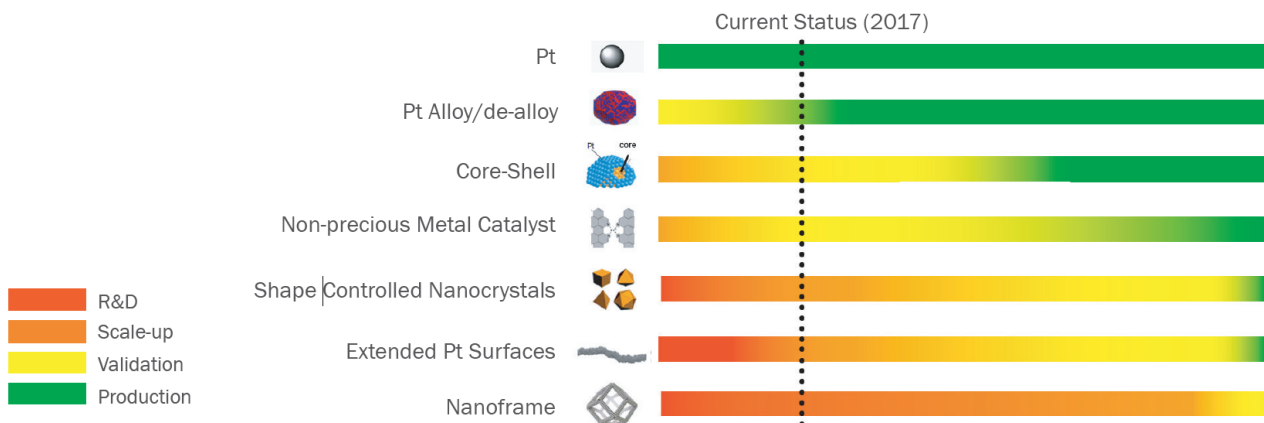 Current Status (2017)
Pt
Pt Alloy/de-alloy
Pt
core
Core-Shell
Non-precious Metal Catalyst
Shape Controlled Nanocrystals
Extended Pt Surfaces
Nanoframe
R&D
Scale-up
Validation
Production